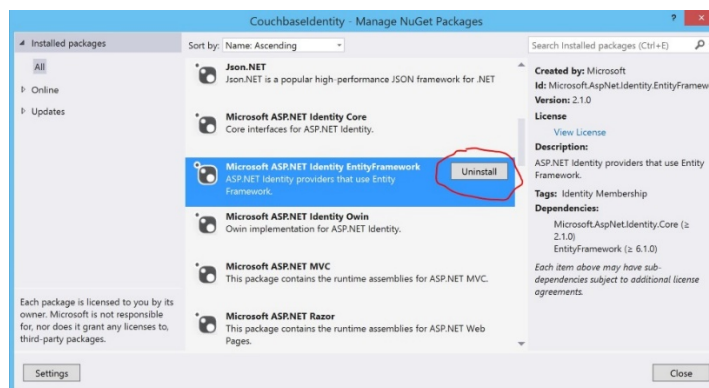 CouchbaseIdentity - Manage NuGet Packages
? x
Installed packages
All
Online
Updates
Each package is licensed to you by its
owner. Microsoft is not responsible
for, nor does it grant any licenses to,
third-party packages.
Settings
Sort by: Name: Ascending
Json.NET
Json.NET is a popular high-performance JSON framework for .NET
Microsoft ASP.NET Identity Core
Core interfaces for ASP.NET Identity.
Microsoft ASP.NET Identity EntityFramework
ASP.NET Identity providers that use Entity
Framework.
Uninstall
Microsoft ASP.NET Identity Owin
Owin implementation for ASP.NET Identity.
Microsoft ASP.NET MVC
This package contains the runtime assemblies for ASP.NET MVC.
Microsoft ASP.NET Razor
This package contains the runtime assemblies for ASP.NET Web
Pages.
Search Installed packages (Ctrl+E)
Created by: Microsoft
Id: Microsoft.AspNet.Identity.EntityFramew
Version: 2.1.0
License
View License
Description:
ASP.NET Identity providers that use Entity
Framework.
Tags: Identity Membership
Dependencies:
Microsoft.AspNet.Identity.Core (≥
2.1.0)
EntityFramework (≥ 6.1.0)
Each item above may have sub-
dependencies subject to additional license
agreements.
Close